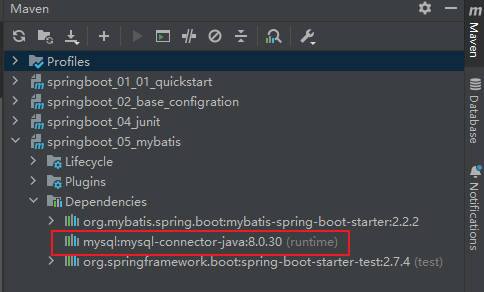 Maven
Profiles
springboot_01_01_quickstart
springboot_02_base_configration
springboot_04_junit
springboot_05_mybatis
Lifecycle
Plugins
Dependencies
org.mybatis.spring.boot:mybatis-spring-boot-starter:2.2.2
mysql:mysql-connector-java:8.0.30 (runtime)
org.springframework.boot:spring-boot-starter-test:2.7.4 (test)
m
Maven
Database
Notifications